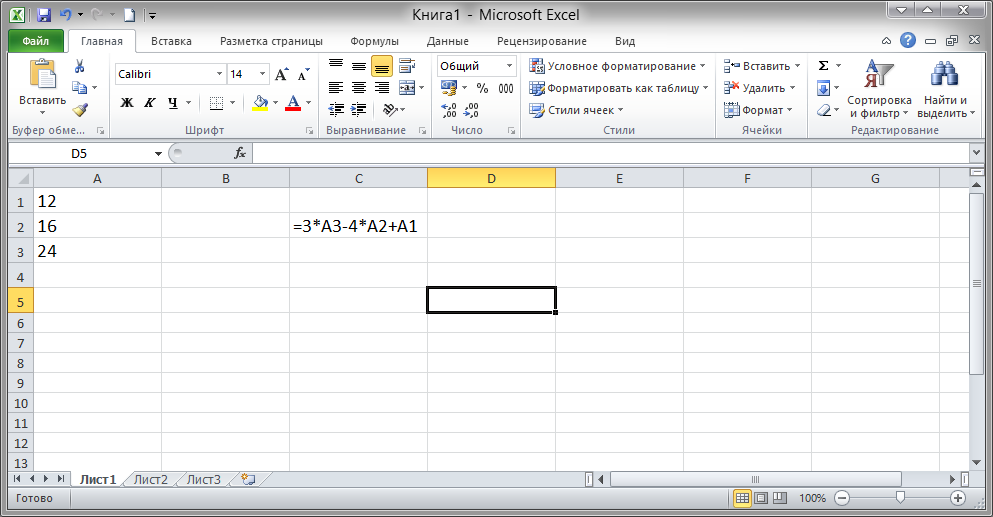 Книга1 - Microsoft Excel
Файл Главная Вставка Разметка страницы Формулы Данные Рецензирование Вид
Вставить
Буфер обме...
Calibri 14
Ж К Ч А
Шрифт
Выравнивание
Общий
% 000
Число
Условное форматирование
Форматировать как таблицу
Стили ячеек
Стили
Вставить
Удалить
Формат
Ячейки
Σ
Сортировка и фильтр
Найти и выделить
Редактирование
D5 fx
A B C D E F G
1 12
2 16 =3*A3-4*A2+A1
3 24
4
5
6
7
8
9
10
11
12
13
Лист1 Лист2 Лист3
Готово 100%